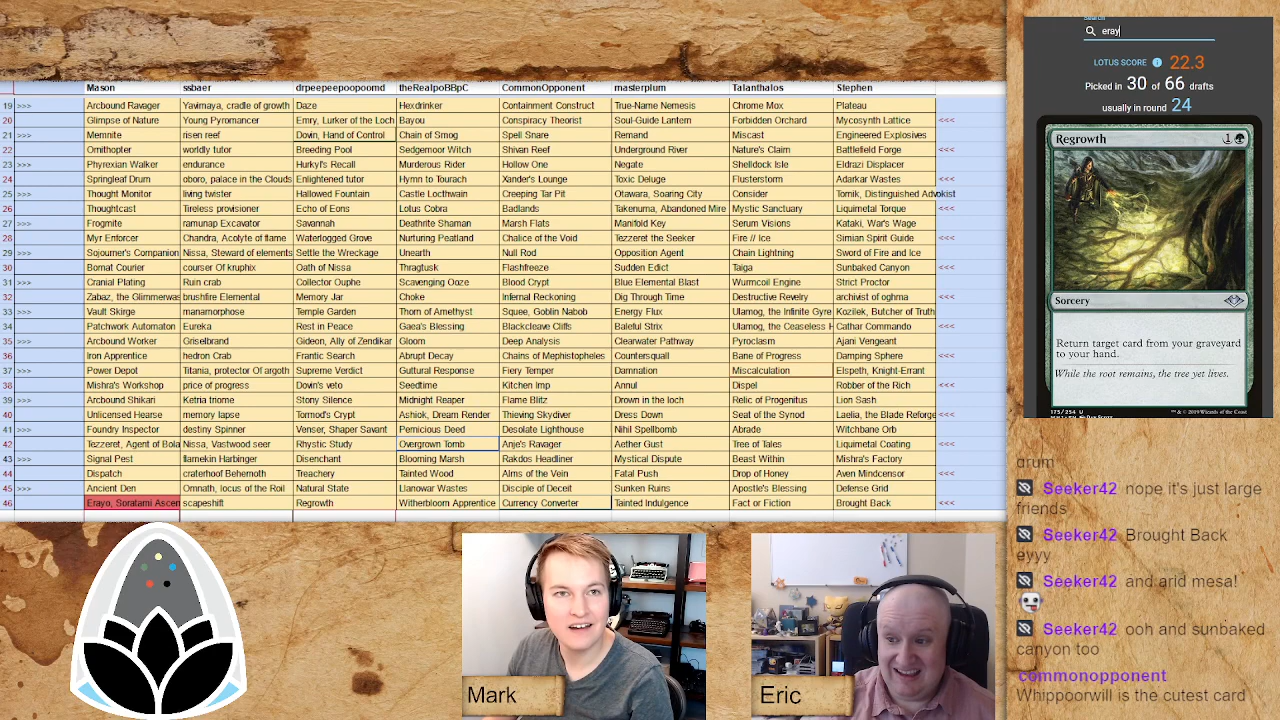 Mason ssbaer drpeepeepoopoomd theRealpoBBpC CommonOpponent masterplum Talanthalos Stephen
19 >>> Arcbound Ravager Yavimaya, cradle of growth Daze Hexdrinker Containment Construct True-Name Nemesis Chrome Mox Plateau
20 Glimpse of Nature Young Pyromancer Emry, Lurker of the Loch Bayou Conspiracy Theorist Soul-Guide Lantern Forbidden Orchard Mycosynth Lattice <<<
21 >>> Memnite risen reef Dovin, Hand of Control Chain of Smog Spell Snare Remand Miscast Engineered Explosives
22 Ornithopter worldly tutor Breeding Pool Sedgemoor Witch Shivan Reef Underground River Nature's Claim Battlefield Forge <<<
23 >>> Phyrexian Walker endurance Hurkyl's Recall Murderous Rider Hollow One Negate Shelldock Isle Eldrazi Displacer
24 Springleaf Drum oboro, palace in the Clouds Enlightened tutor Hymn to Tourach Xander's Lounge Toxic Deluge Flusterstorm Adarkar Wastes <<<
25 >>> Thought Monitor living twister Hallowed Fountain Castle Locthwain Creeping Tar Pit Otawara, Soaring City Consider Tomik, Distinguished Advokist
26 Thoughtcast Tireless provisioner Echo of Eons Lotus Cobra Badlands Takenuma, Abandoned Mire Mystic Sanctuary Liquimetal Torque <<<
27 >>> Frogmite ramunap Excavator Savannah Deathrite Shaman Marsh Flats Manifold Key Serum Visions Kataki, War's Wage
28 Myr Enforcer Chandra, Acolyte of flame Waterlogged Grove Nurturing Peatland Chalice of the Void Tezzeret the Seeker Fire // Ice Simian Spirit Guide <<<
29 >>> Sojourner's Companion Nissa, Steward of elements Settle the Wreckage Unearth Null Rod Opposition Agent Chain Lightning Sword of Fire and Ice
30 Bomat Courier courser Of kruphix Oath of Nissa Thragtusk Flashfreeze Sudden Edict Taiga Sunbaked Canyon <<<
31 >>> Cranial Plating Ruin crab Collector Ouphe Scavenging Ooze Blood Crypt Blue Elemental Blast Wurmcoil Engine Strict Proctor
32 Zabaz, the Glimmerwas brushfire Elemental Memory Jar Choke Infernal Reckoning Dig Through Time Destructive Revelry archivist of oghma <<<
33 >>> Vault Skirge manamorphose Temple Garden Thorn of Amethyst Squee, Goblin Nabob Energy Flux Ulamog, the Infinite Gyre Kozilek, Butcher of Truth
34 Patchwork Automaton Eureka Rest in Peace Gaea's Blessing Blackcleave Cliffs Baleful Strix Ulamog, the Ceaseless H Cathar Commando <<<
35 >>> Arcbound Worker Griselbrand Gideon, Ally of Zendikar Gloom Deep Analysis Clearwater Pathway Pyroclasm Ajani Vengeant
36 Iron Apprentice hedron Crab Frantic Search Abrupt Decay Chains of Mephistopheles Countersquall Bane of Progress Damping Sphere <<<
37 >>> Power Depot Titania, protector Of argoth Supreme Verdict Guttural Response Fiery Temper Damnation Miscalculation Elspeth, Knight-Errant
38 Mishra's Workshop price of progress Dovin's veto Seedtime Kitchen Imp Annul Dispel Robber of the Rich <<<
39 >>> Arcbound Shikari Ketria triome Stony Silence Midnight Reaper Flame Blitz Drown in the loch Relic of Progenitus Lion Sash
40 Unlicensed Hearse memory lapse Tormod's Crypt Ashiok, Dream Render Thieving Skydiver Dress Down Seat of the Synod Laelia, the Blade Reforge <<<
41 >>> Foundry Inspector destiny Spinner Venser, Shaper Savant Pernicious Deed Desolate Lighthouse Nihil Spellbomb Abrade Witchbane Orb
42 Tezzeret, Agent of Bola Nissa, Vastwood seer Rhystic Study Overgrown Tomb Anje's Ravager Aether Gust Tree of Tales Liquimetal Coating <<<
43 >>> Signal Pest flamekin Harbinger Disenchant Blooming Marsh Rakdos Headliner Mystical Dispute Beast Within Mishra's Factory
44 Dispatch craterhoof Behemoth Treachery Tainted Wood Alms of the Vein Fatal Push Drop of Honey Aven Mindcensor <<<
45 >>> Ancient Den Omnath, locus of the Roil Natural State Llanowar Wastes Disciple of Deceit Sunken Ruins Apostle's Blessing Defense Grid
46 Erayo, Soratami Ascen scapeshift Regrowth Witherbloom Apprentice Currency Converter Tainted Indulgence Fact or Fiction Brought Back <<<
Search
eray
LOTUS SCORE i 22.3
Picked in 30 of 66 drafts
usually in round 24
Regrowth 1
Sorcery
Return target card from your graveyard
to your hand.
While the root remains, the tree yet lives.
175/254 U
™ & © 2019 Wizards of the Coast
drum
Seeker42 nope it's just large
friends
Seeker42 Brought Back
eyyy
Seeker42 and arid mesa!
Seeker42 ooh and sunbaked
canyon too
commonopponent
Whippoorwill is the cutest card
Mark
Eric